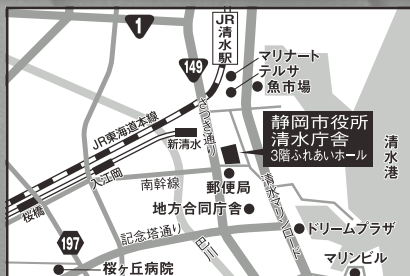 1
JR清水駅
149
マリナート
テルサ
魚市場
さつき通り
JR東海道本線
新清水
静岡市役所
清水庁舎
3階ふれあいホール
清水港
入江岡
南幹線
郵便局
清水マリンロード
桜橋
地方合同庁舎
記念塔通り
巴川
ドリームプラザ
197
マリンビル
桜ヶ丘病院